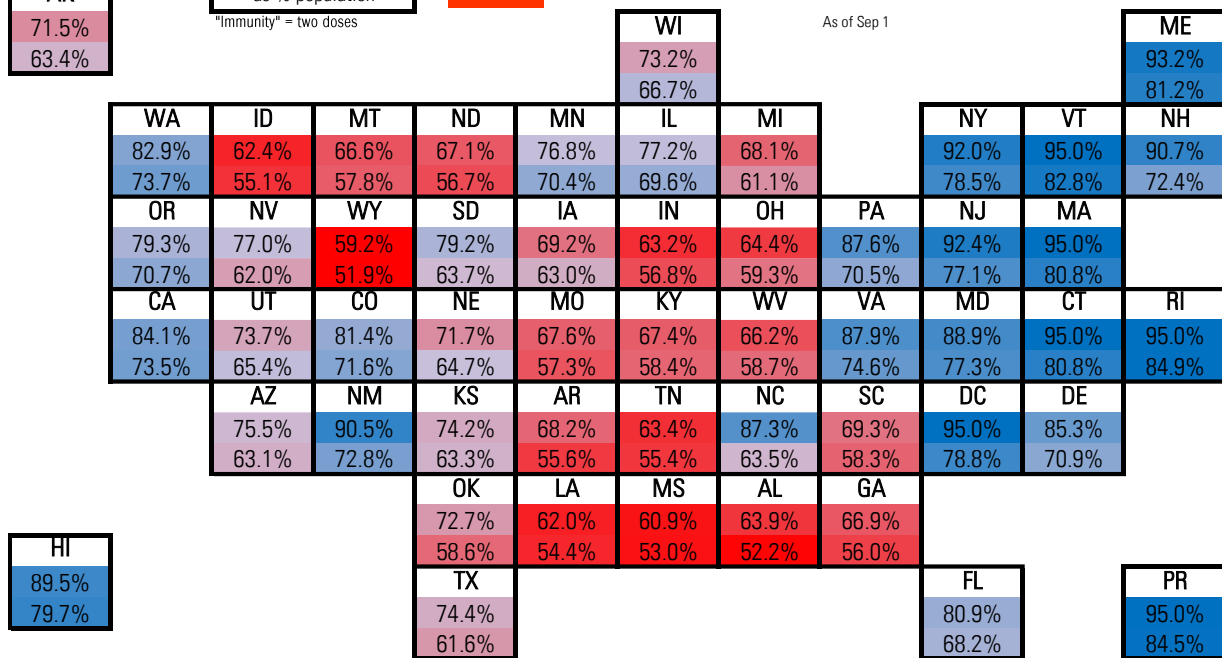 AK
as % population
71.5%
"Immunity" = two doses
WI
As of Sep 1
ME
63.4%
73.2%
93.2%
66.7%
81.2%
WA ID MT ND MN IL MI NY VT NH
82.9% 62.4% 66.6% 67.1% 76.8% 77.2% 68.1% 92.0% 95.0% 90.7%
73.7% 55.1% 57.8% 56.7% 70.4% 69.6% 61.1% 78.5% 82.8% 72.4%
OR NV WY SD IA IN OH PA NJ MA
79.3% 77.0% 59.2% 79.2% 69.2% 63.2% 64.4% 87.6% 92.4% 95.0%
70.7% 62.0% 51.9% 63.7% 63.0% 56.8% 59.3% 70.5% 77.1% 80.8%
CA UT CO NE MO KY WV VA MD CT RI
84.1% 73.7% 81.4% 71.7% 67.6% 67.4% 66.2% 87.9% 88.9% 95.0% 95.0%
73.5% 65.4% 71.6% 64.7% 57.3% 58.4% 58.7% 74.6% 77.3% 80.8% 84.9%
AZ NM KS AR TN NC SC DC DE
75.5% 90.5% 74.2% 68.2% 63.4% 87.3% 69.3% 95.0% 85.3%
63.1% 72.8% 63.3% 55.6% 55.4% 63.5% 58.3% 78.8% 70.9%
OK LA MS AL GA
72.7% 62.0% 60.9% 63.9% 66.9%
HI 58.6% 54.4% 53.0% 52.2% 56.0%
89.5% TX FL PR
79.7% 74.4% 80.9% 95.0%
61.6% 68.2% 84.5%